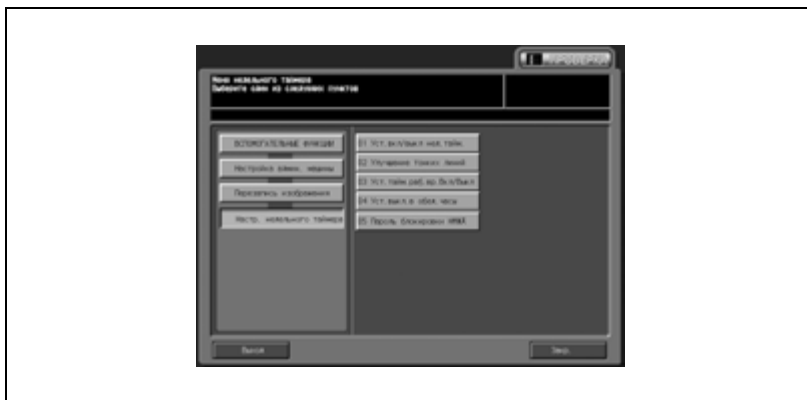 Меню недельного таймера
Выберите один из следующих пунктов
ВСПОМОГАТЕЛЬНЫЕ ФУНКЦИИ
Настройка админ. машины
Перезапись изображения
Настр. недельного таймера
01 Уст.вкл/выкл нед.тайм.
02 Улучшение тонких линий
03 Уст.тайм.раб.вр.Вкл/Выкл
04 Уст.выкл.в обед.часы
05 Пароль блокировки
Выход
Закр.